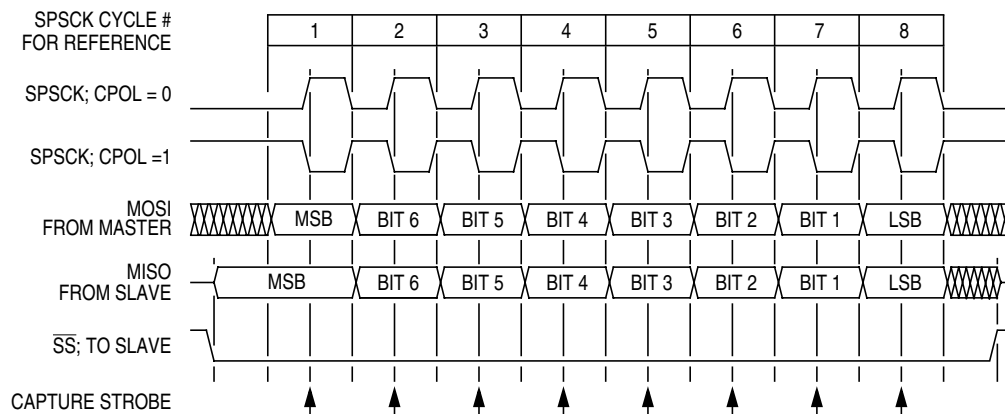 SPSCK CYCLE #
FOR REFERENCE
1 2 3 4 5 6 7 8
SPSCK; CPOL = 0
SPSCK; CPOL =1
MOSI
FROM MASTER
MSB BIT 6 BIT 5 BIT 4 BIT 3 BIT 2 BIT 1 LSB
MISO
FROM SLAVE
MSB BIT 6 BIT 5 BIT 4 BIT 3 BIT 2 BIT 1 LSB
S̅S̅; TO SLAVE
CAPTURE STROBE